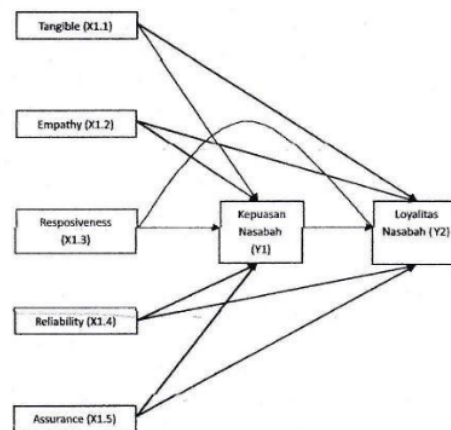 Tangible (X1.1)
Empathy (X1.2)
Resposiveness
(X1.3)
Kepuasan
Nasabah
(Y1)
Loyalitas
Nasabah (Y2)
Reliability (X1.4)
Assurance (X1.5)